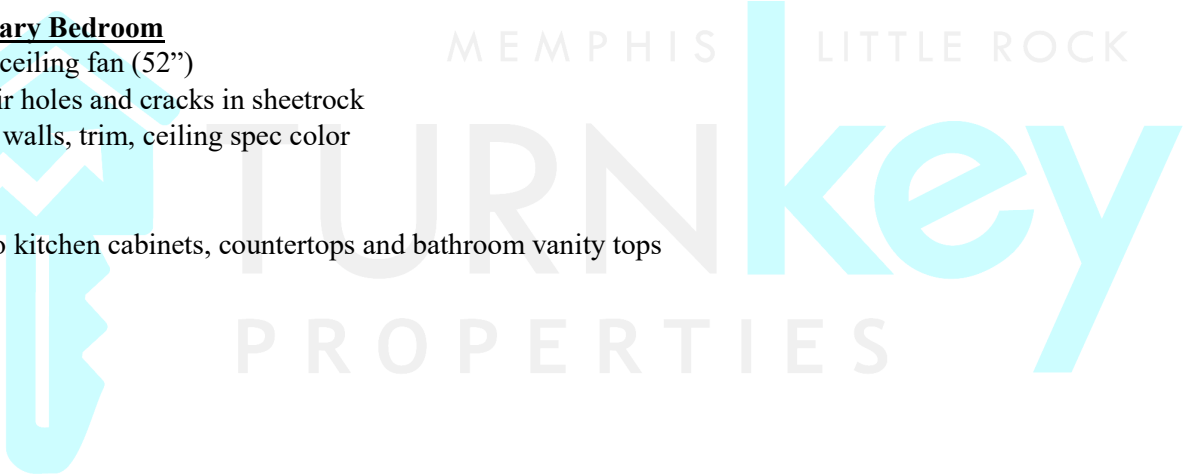 ary Bedroom
MEMPHIS LITTLE ROCK
ceiling fan (52”)
ir holes and cracks in sheetrock
walls, trim, ceiling spec color
TURNkey
o kitchen cabinets, countertops and bathroom vanity tops
PROPERTIES